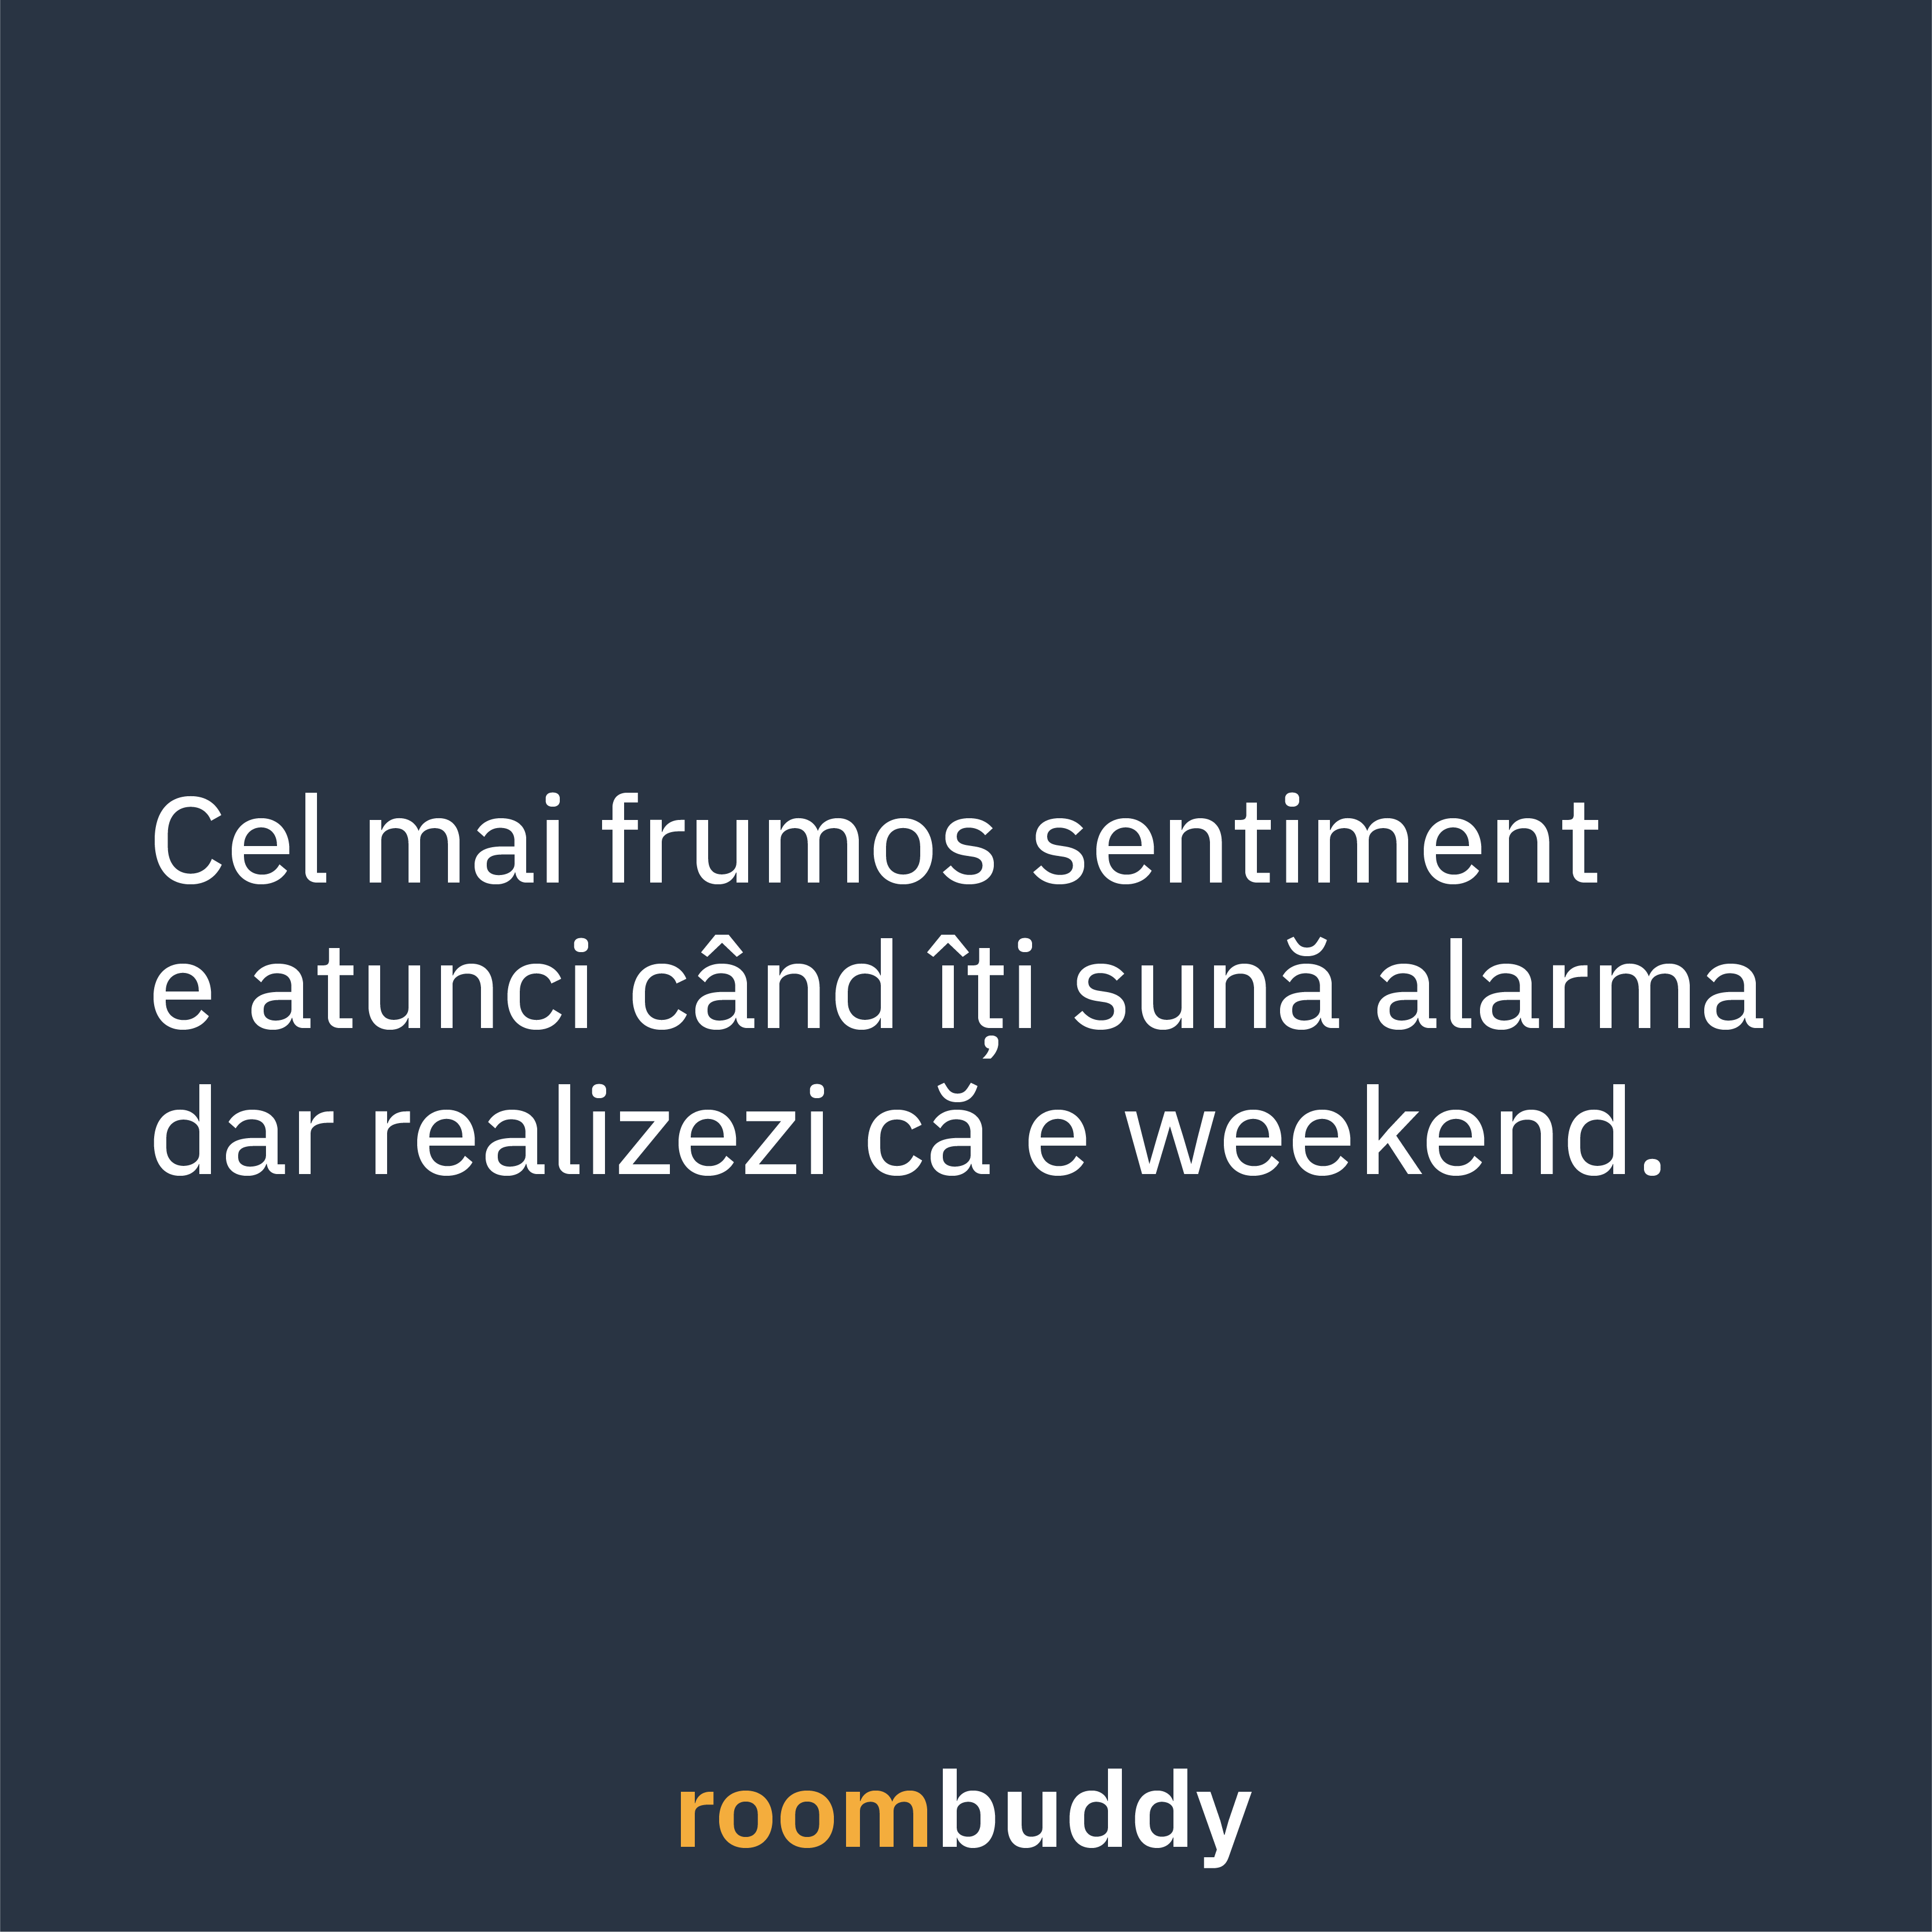 Cel mai frumos sentiment
e atunci când îți sună alarma
dar realizezi că e weekend.
roombuddy